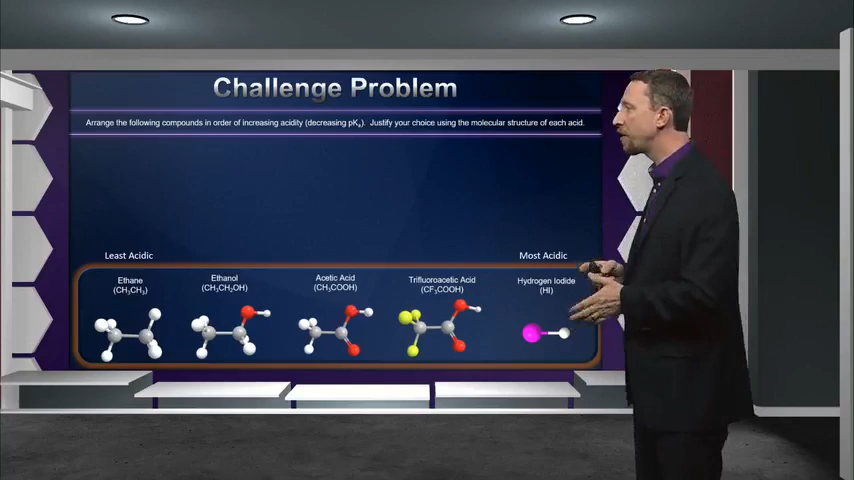 Challenge Problem
Arrange the following compounds in order of increasing acidity (decreasing pKₐ). Justify your choice using the molecular structure of each acid.
Least Acidic
Most Acidic
Ethane
(CH₃CH₃)
Ethanol
(CH₃CH₂OH)
Acetic Acid
(CH₃COOH)
Trifluoroacetic Acid
(CF₃COOH)
Hydrogen Iodide
(HI)